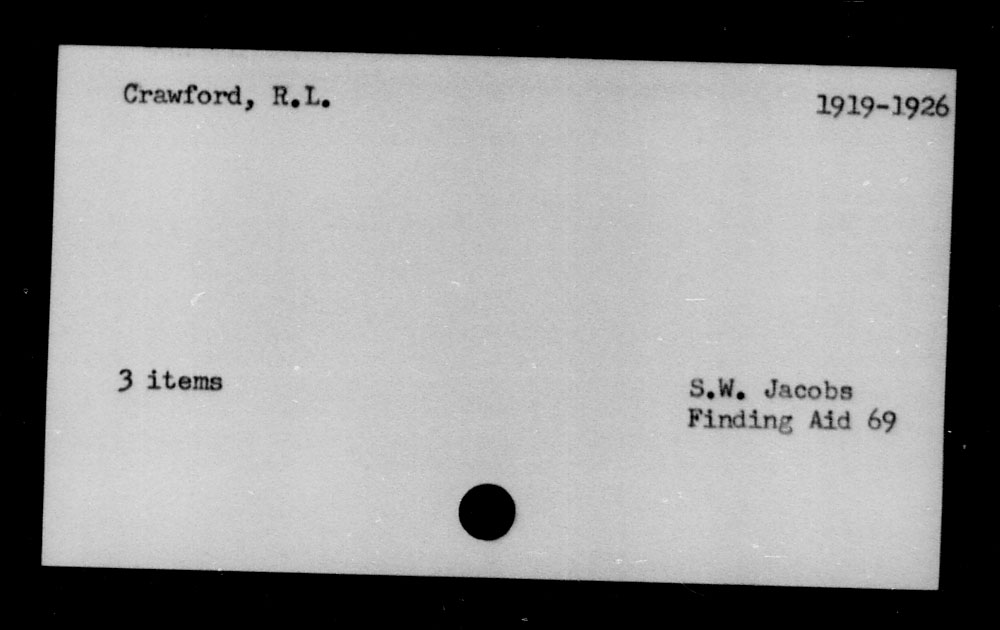 Crawford, R.L.
1919-1926
3 items
S.W. Jacobs
Finding Aid 69